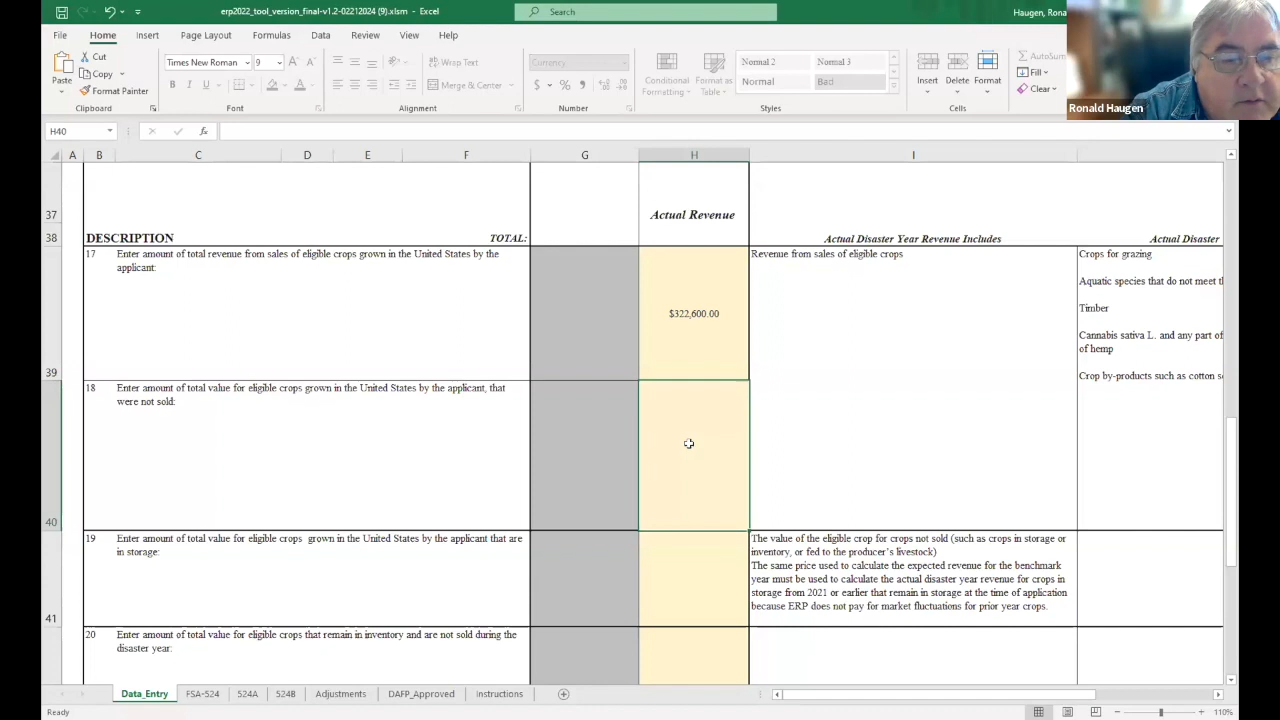 erp2022_tool_version_final-v1.2-02212024 (9).xlsm - Excel
Search
Haugen, Rona
File Home Insert Page Layout Formulas Data Review View Help
Paste
Cut
Copy
Format Painter
Clipboard
Times New Roman 9
B U
Font
Wrap Text
Merge & Center
Alignment
Currency
$ % ,
Number
Conditional Formatting
Format as Table
Normal 2 Normal 3
Normal Bad
Styles
Insert Delete Format
Cells
AutoSum
Fill
Clear
Ronald Haugen
H40
fx
A B C D E F G H I
37
Actual Revenue
38
DESCRIPTION TOTAL:
Actual Disaster Year Revenue Includes
Actual Disaster
17 Enter amount of total revenue from sales of eligible crops grown in the United States by the
applicant:
$322,600.00
Revenue from sales of eligible crops
Crops for grazing
Aquatic species that do not meet th
Timber
Cannabis sativa L. and any part of
of hemp
Crop by-products such as cotton se
39
18 Enter amount of total value for eligible crops grown in the United States by the applicant, that
were not sold:
40
19 Enter amount of total value for eligible crops grown in the United States by the applicant that are
in storage:
The value of the eligible crop for crops not sold (such as crops in storage or
inventory, or fed to the producer's livestock)
The same price used to calculate the expected revenue for the benchmark
year must be used to calculate the actual disaster year revenue for crops in
storage from 2021 or earlier that remain in storage at the time of application
because ERP does not pay for market fluctuations for prior year crops.
41
20 Enter amount of total value for eligible crops that remain in inventory and are not sold during the
disaster year:
Data_Entry FSA-524 524A 524B Adjustments DAFP_Approved Instructions
Ready
110%